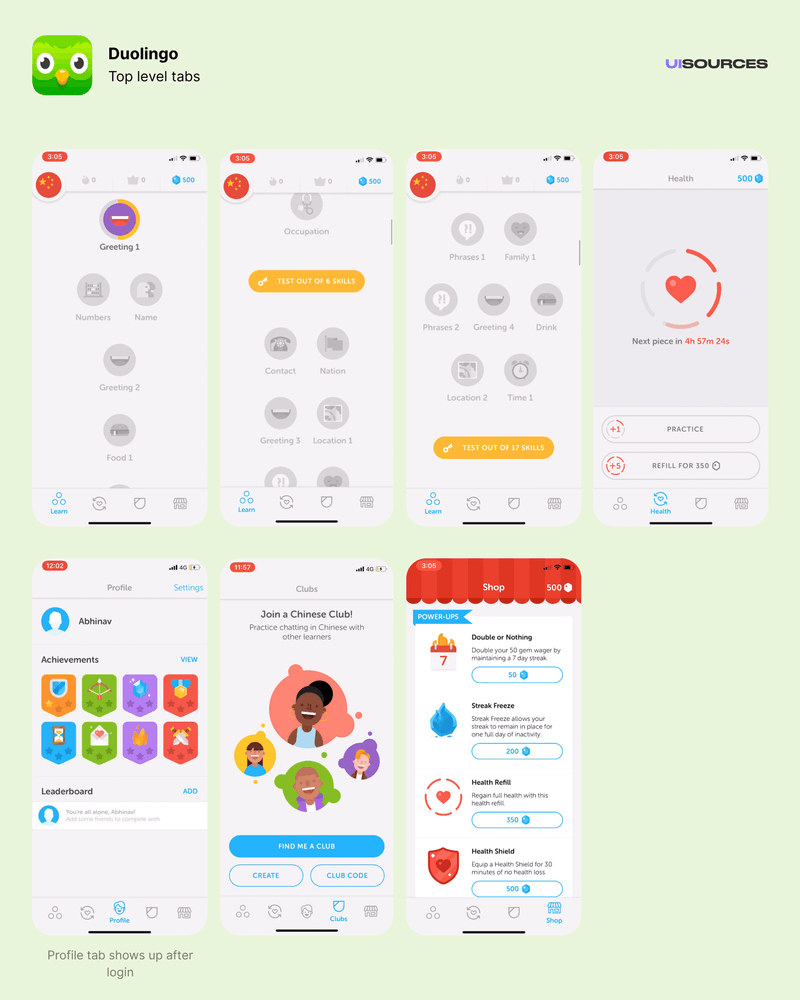 Duolingo
Top level tabs
UISOURCES
3:05
0
0
500
Greeting 1
Numbers
Name
Greeting 2
Food 1
Learn
3:05
0
0
500
Occupation
TEST OUT OF 6 SKILLS
Contact
Nation
Greeting 3
Location 1
Learn
3:05
0
0
500
Phrases 1
Family 1
Phrases 2
Greeting 4
Drink
Location 2
Time 1
TEST OUT OF 17 SKILLS
Learn
3:05
Health
500
Next piece in 4h 57m 24s
+1
PRACTICE
+5
REFILL FOR 350
Health
12:02
4G
Profile
Settings
Abhinav
Achievements
VIEW
Leaderboard
ADD
You're all alone, Abhinav!
Add some friends to compete with
Profile
11:57
4G
Clubs
Join a Chinese Club!
Practice chatting in Chinese with
other learners
FIND ME A CLUB
CREATE
CLUB CODE
Clubs
3:05
Shop
500
POWER-UPS
7
Double or Nothing
Double your 50 gem wager by
maintaining a 7 day streak.
50
Streak Freeze
Streak Freeze allows your
streak to remain in place for
one full day of inactivity.
200
Health Refill
Regain full health with this
health refill.
350
Health Shield
Equip a Health Shield for 30
minutes of no health loss.
500
Shop
Profile tab shows up after
login